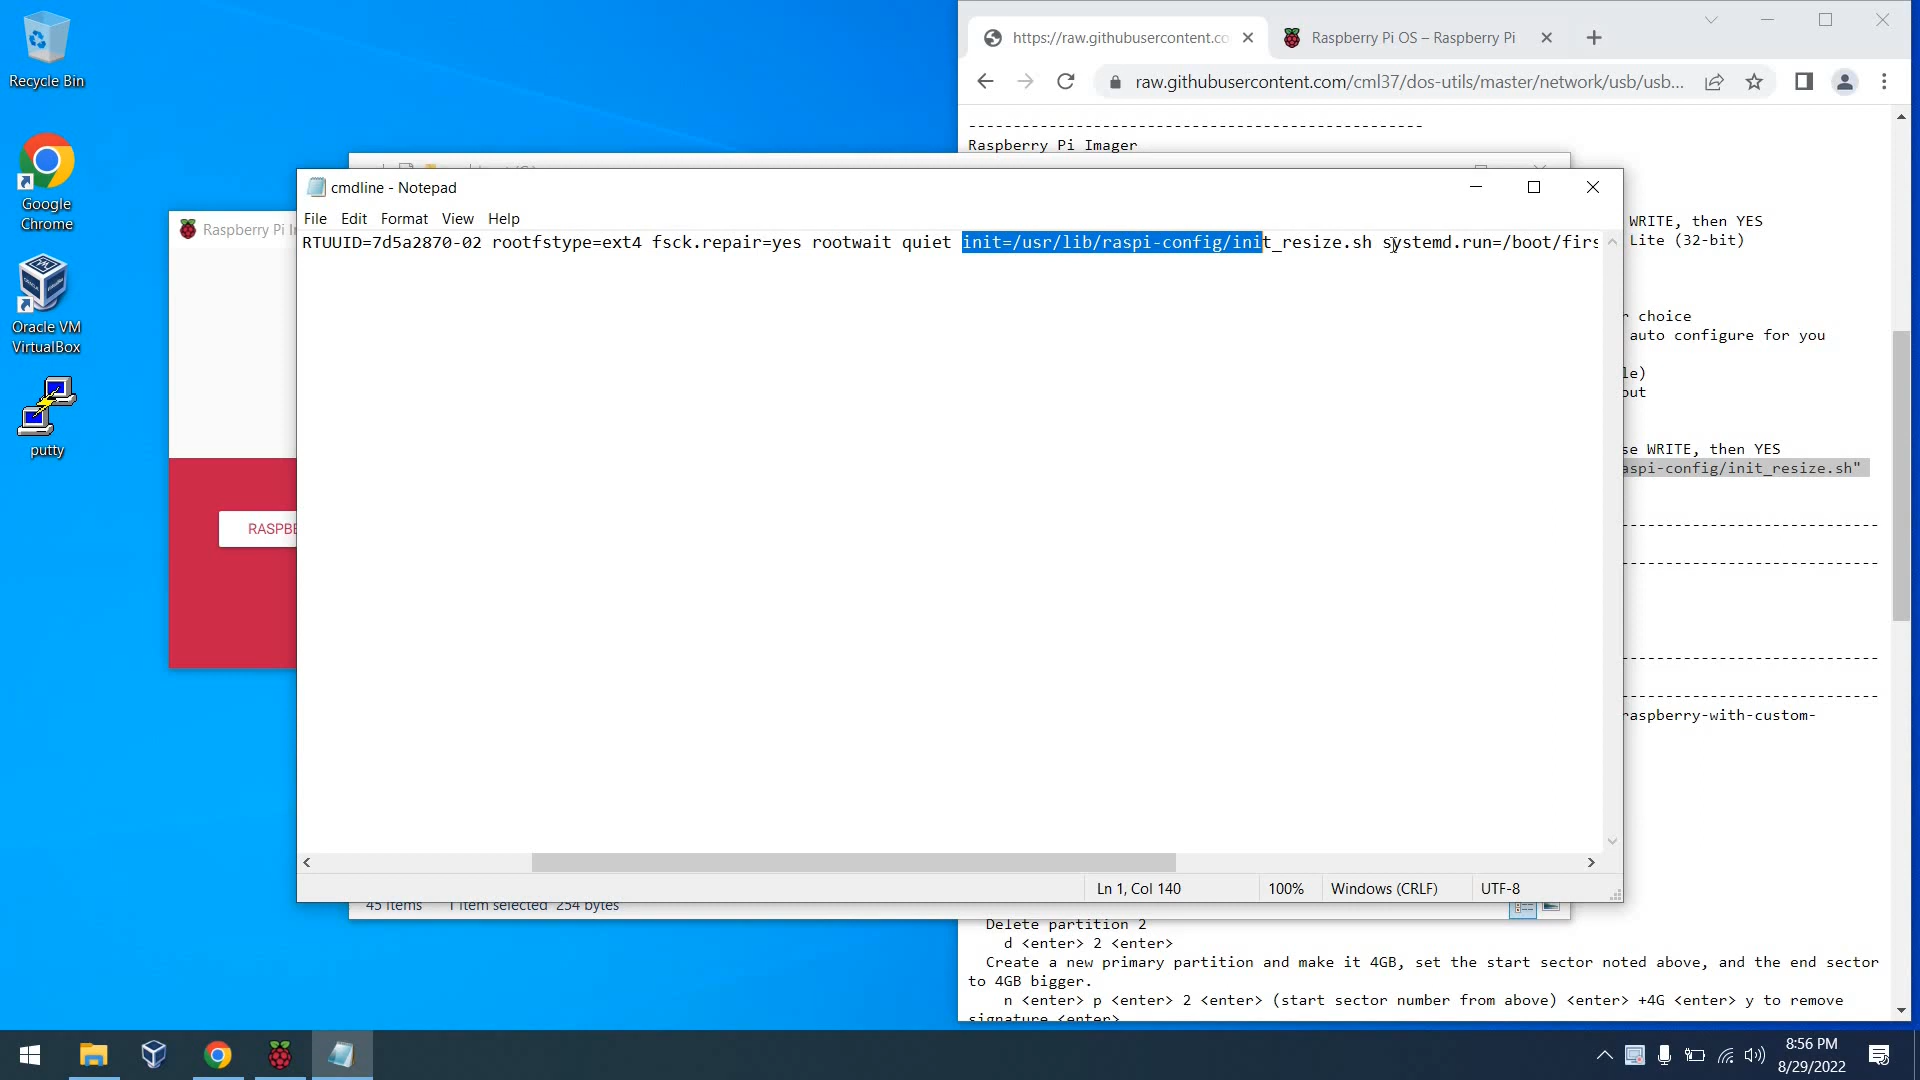 Recycle Bin
Google
Chrome
Oracle VM
VirtualBox
putty
https://raw.githubusercontent.co
Raspberry Pi OS – Raspberry Pi
raw.githubusercontent.com/cml37/dos-utils/master/network/usb/usb...
-------------------------------------------------
Raspberry Pi Imager
WRITE, then YES
Lite (32-bit)
choice
auto configure for you
le)
out
se WRITE, then YES
aspi-config/init_resize.sh"
raspberry-with-custom-
Delete partition 2
d <enter> 2 <enter>
Create a new primary partition and make it 4GB, set the start sector noted above, and the end sector
to 4GB bigger.
n <enter> p <enter> 2 <enter> (start sector number from above) <enter> +4G <enter> y to remove
signature <enter>
Raspberry Pi I
RASPBE
cmdline - Notepad
File Edit Format View Help
RTUUID=7d5a2870-02 rootfstype=ext4 fsck.repair=yes rootwait quiet init=/usr/lib/raspi-config/init_resize.sh systemd.run=/boot/firs
Ln 1, Col 140
100%
Windows (CRLF)
UTF-8
45 items 1 item selected 254 bytes
8:56 PM
8/29/2022